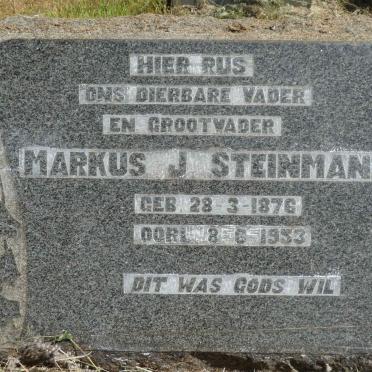 HIER RUS
ONS DIERBARE VADER
EN GROOTVADER
MARKUS J STEINMAN
GEB 28-3-1876
OORL 8-6-1953
DIT WAS GODS WIL